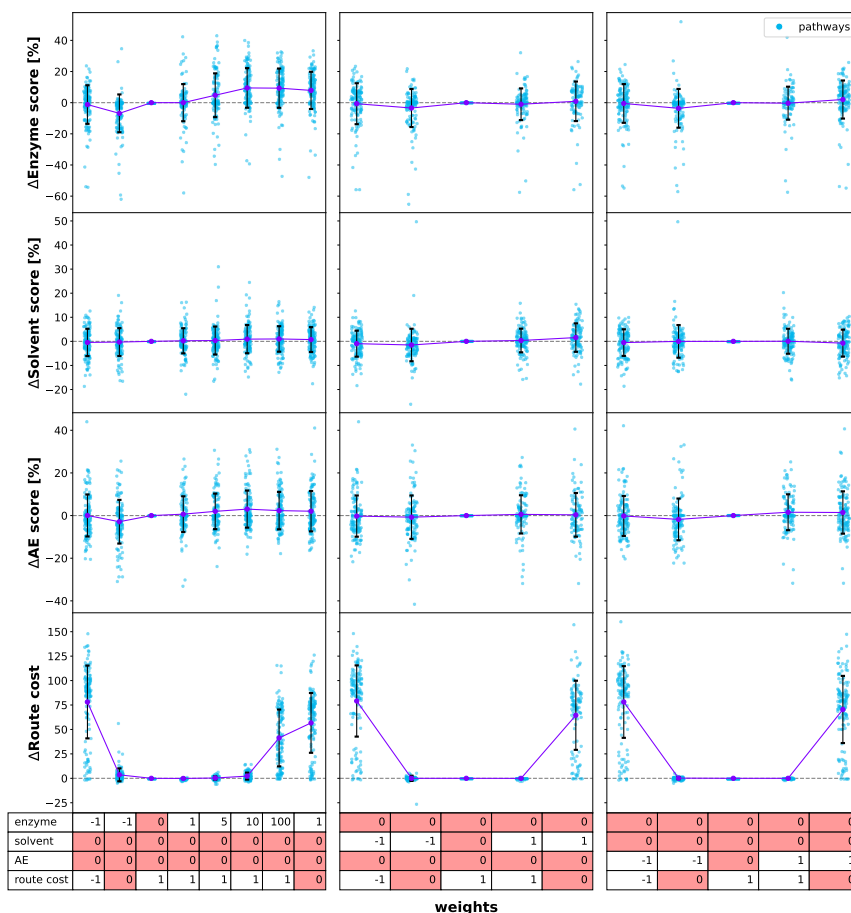 pathways
ΔEnzyme score [%]
40
20
0
−20
−40
−60
ΔSolvent score [%]
50
40
30
20
10
0
−10
−20
ΔAE score [%]
40
20
0
−20
−40
ΔRoute cost
150
125
100
75
50
25
0
−25
enzyme -1 -1 0 1 5 10 100 1 0 0 0 0 0 0 0 0 0
solvent 0 0 0 0 0 0 0 0 -1 -1 0 1 1 0 0 0 0 0
AE 0 0 0 0 0 0 0 0 0 0 0 0 0 -1 -1 0 1
route cost -1 0 1 1 1 1 1 0 -1 0 1 1 0 -1 0 1 1 0
weights